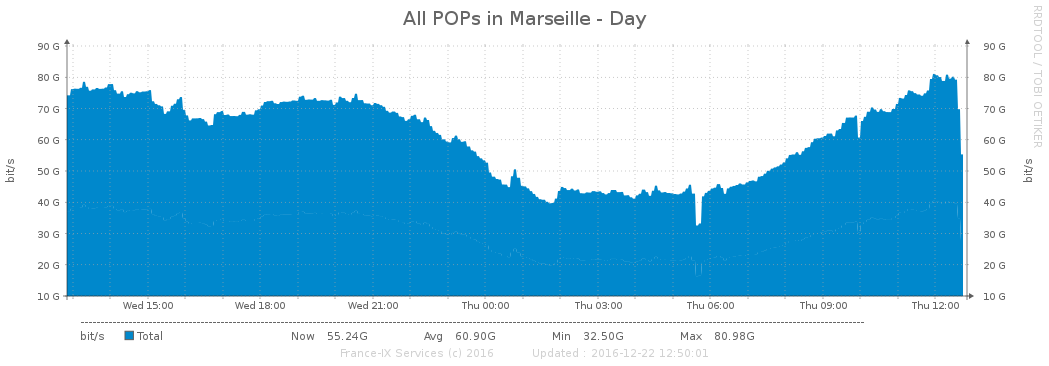 All POPs in Marseille - Day
RRDTOOL / TOBI OETIKER
bit/s
90 G 90 G
80 G 80 G
70 G 70 G
60 G 60 G
50 G 50 G
40 G 40 G
30 G 30 G
20 G 20 G
10 G 10 G
bit/s
Wed 15:00 Wed 18:00 Wed 21:00 Thu 00:00 Thu 03:00 Thu 06:00 Thu 09:00 Thu 12:00
bit/s Total Now 55.24G Avg 60.90G Min 32.50G Max 80.98G
France-IX Services (c) 2016 Updated : 2016-12-22 12:50:01